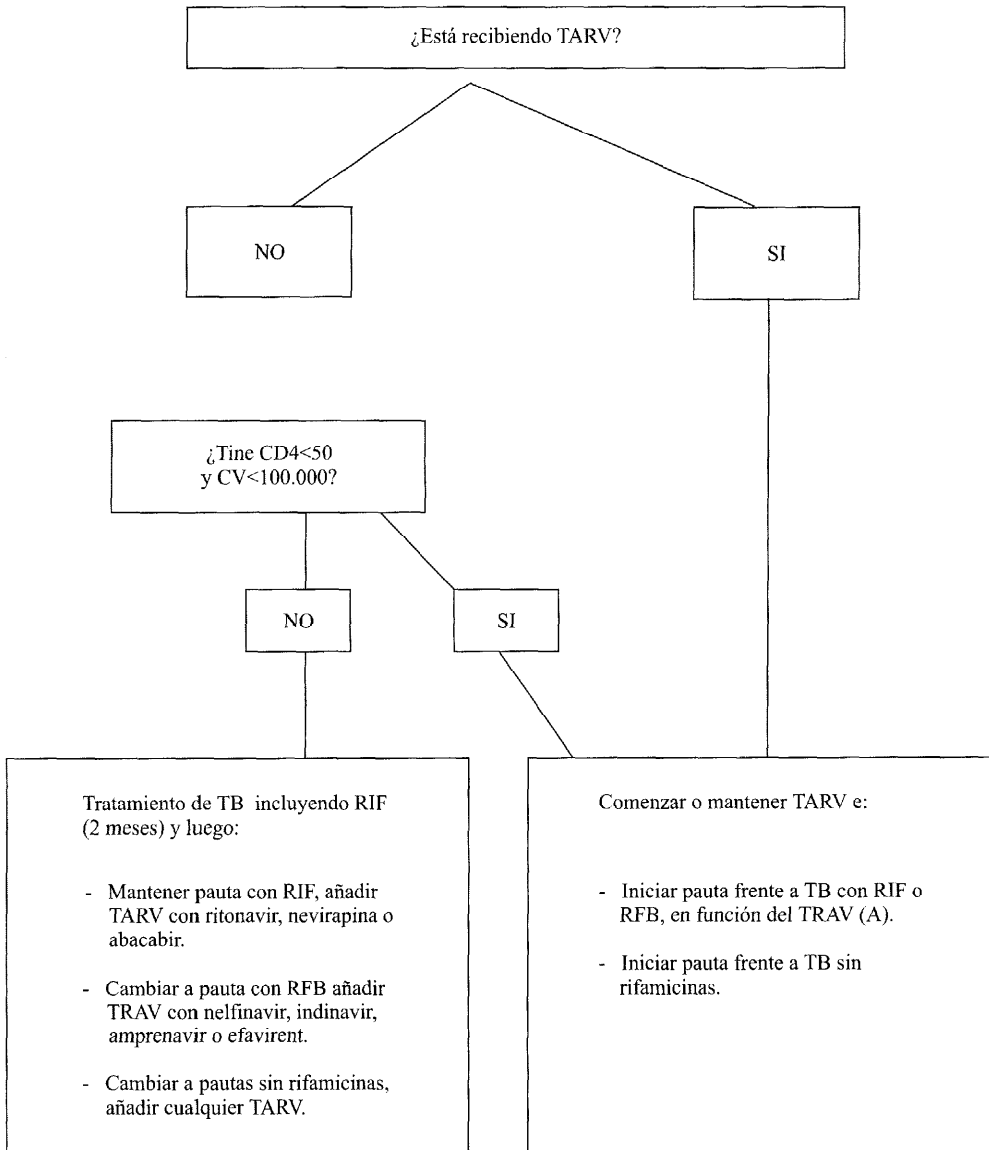 ¿Está recibiendo TARV?
NO
SI
¿Tine CD4<50
y CV<100.000?
NO
SI
Tratamiento de TB incluyendo RIF
(2 meses) y luego:
- Mantener pauta con RIF, añadir
TARV con ritonavir, nevirapina o
abacabir.
- Cambiar a pauta con RFB añadir
TRAV con nelfinavir, indinavir,
amprenavir o efavirent.
- Cambiar a pautas sin rifamicinas,
añadir cualquier TARV.
Comenzar o mantener TARV e:
- Iniciar pauta frente a TB con RIF o
RFB, en función del TRAV (A).
- Iniciar pauta frente a TB sin
rifamicinas.